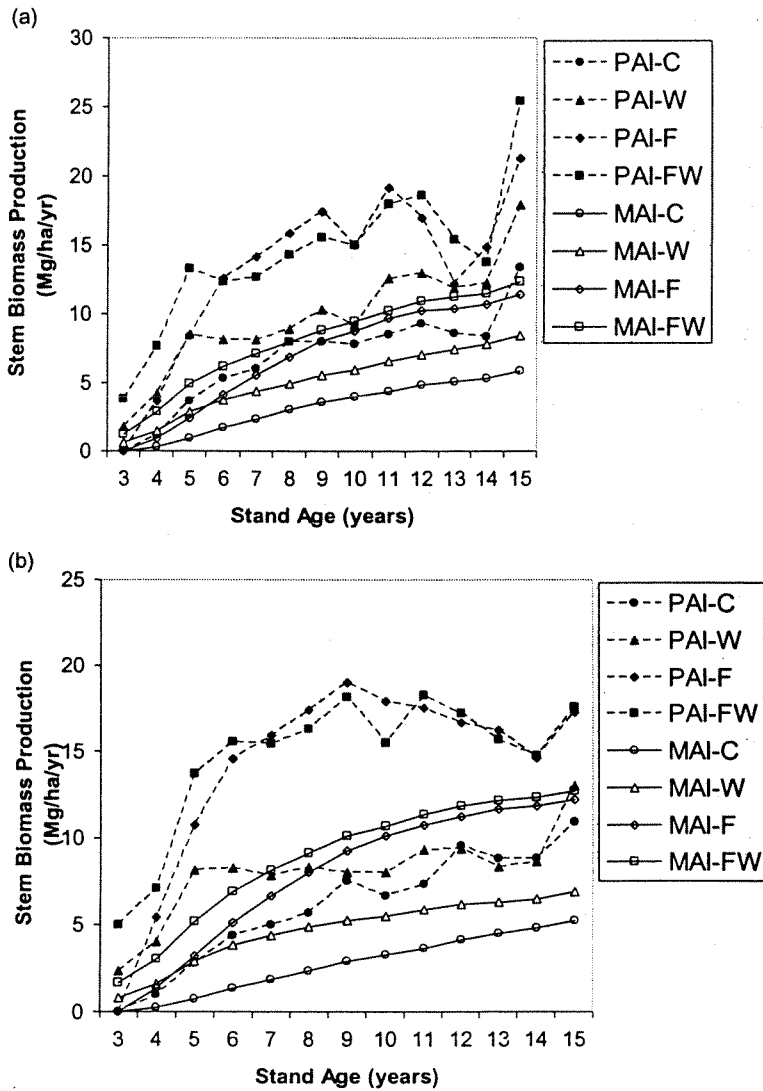 (a)
30
25
20
15
10
5
0
Stem Biomass Production
(Mg/ha/yr)
3 4 5 6 7 8 9 10 11 12 13 14 15
Stand Age (years)
PAI-C
PAI-W
PAI-F
PAI-FW
MAI-C
MAI-W
MAI-F
MAI-FW
(b)
25
20
15
10
5
0
Stem Biomass Production
(Mg/ha/yr)
3 4 5 6 7 8 9 10 11 12 13 14 15
Stand Age (years)
PAI-C
PAI-W
PAI-F
PAI-FW
MAI-C
MAI-W
MAI-F
MAI-FW